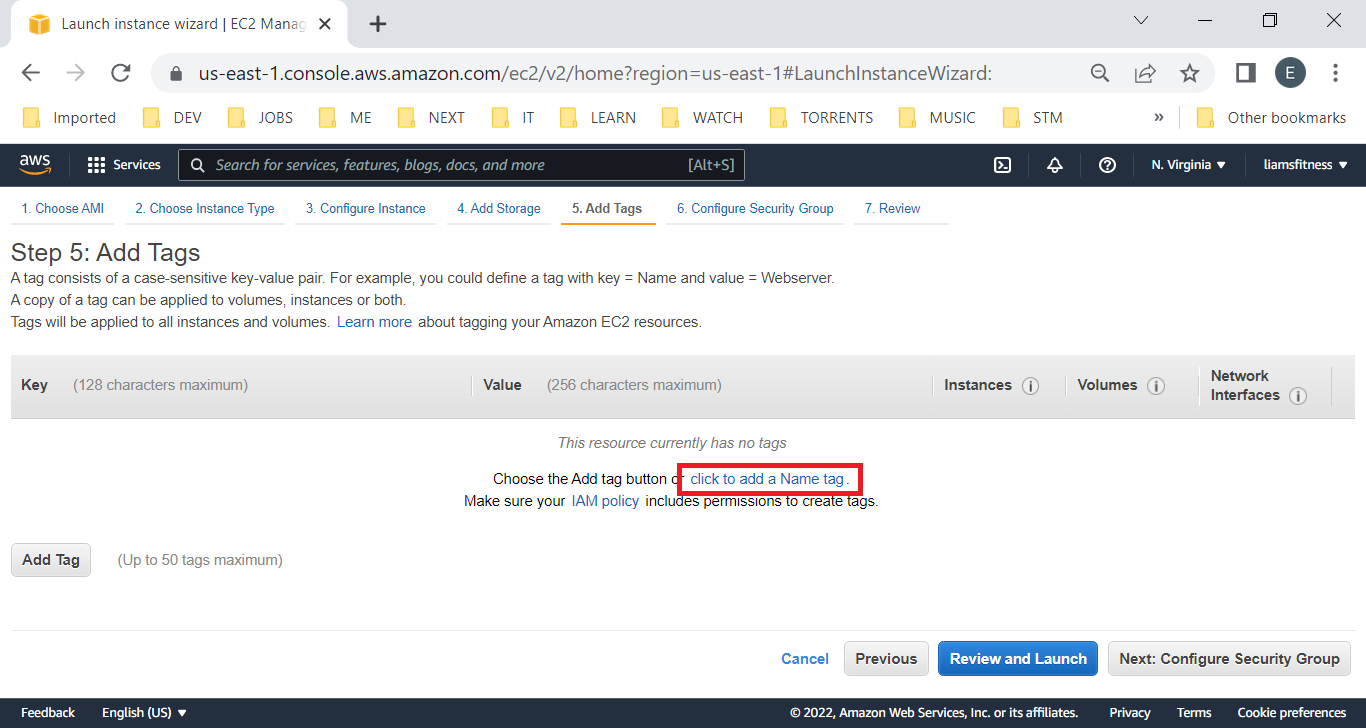 Launch instance wizard | EC2 Manag
us-east-1.console.aws.amazon.com/ec2/v2/home?region=us-east-1#LaunchInstanceWizard:
E
Imported DEV JOBS ME NEXT IT LEARN WATCH TORRENTS MUSIC STM » Other bookmarks
aws Services Search for services, features, blogs, docs, and more [Alt+S] N. Virginia liamsfitness
1. Choose AMI 2. Choose Instance Type 3. Configure Instance 4. Add Storage 5. Add Tags 6. Configure Security Group 7. Review
Step 5: Add Tags
A tag consists of a case-sensitive key-value pair. For example, you could define a tag with key = Name and value = Webserver.
A copy of a tag can be applied to volumes, instances or both.
Tags will be applied to all instances and volumes. Learn more about tagging your Amazon EC2 resources.
Key (128 characters maximum) Value (256 characters maximum) Instances i Volumes i Network
Interfaces i
This resource currently has no tags
Choose the Add tag button or click to add a Name tag.
Make sure your IAM policy includes permissions to create tags.
Add Tag (Up to 50 tags maximum)
Cancel Previous Review and Launch Next: Configure Security Group
Feedback English (US) © 2022, Amazon Web Services, Inc. or its affiliates. Privacy Terms Cookie preferences